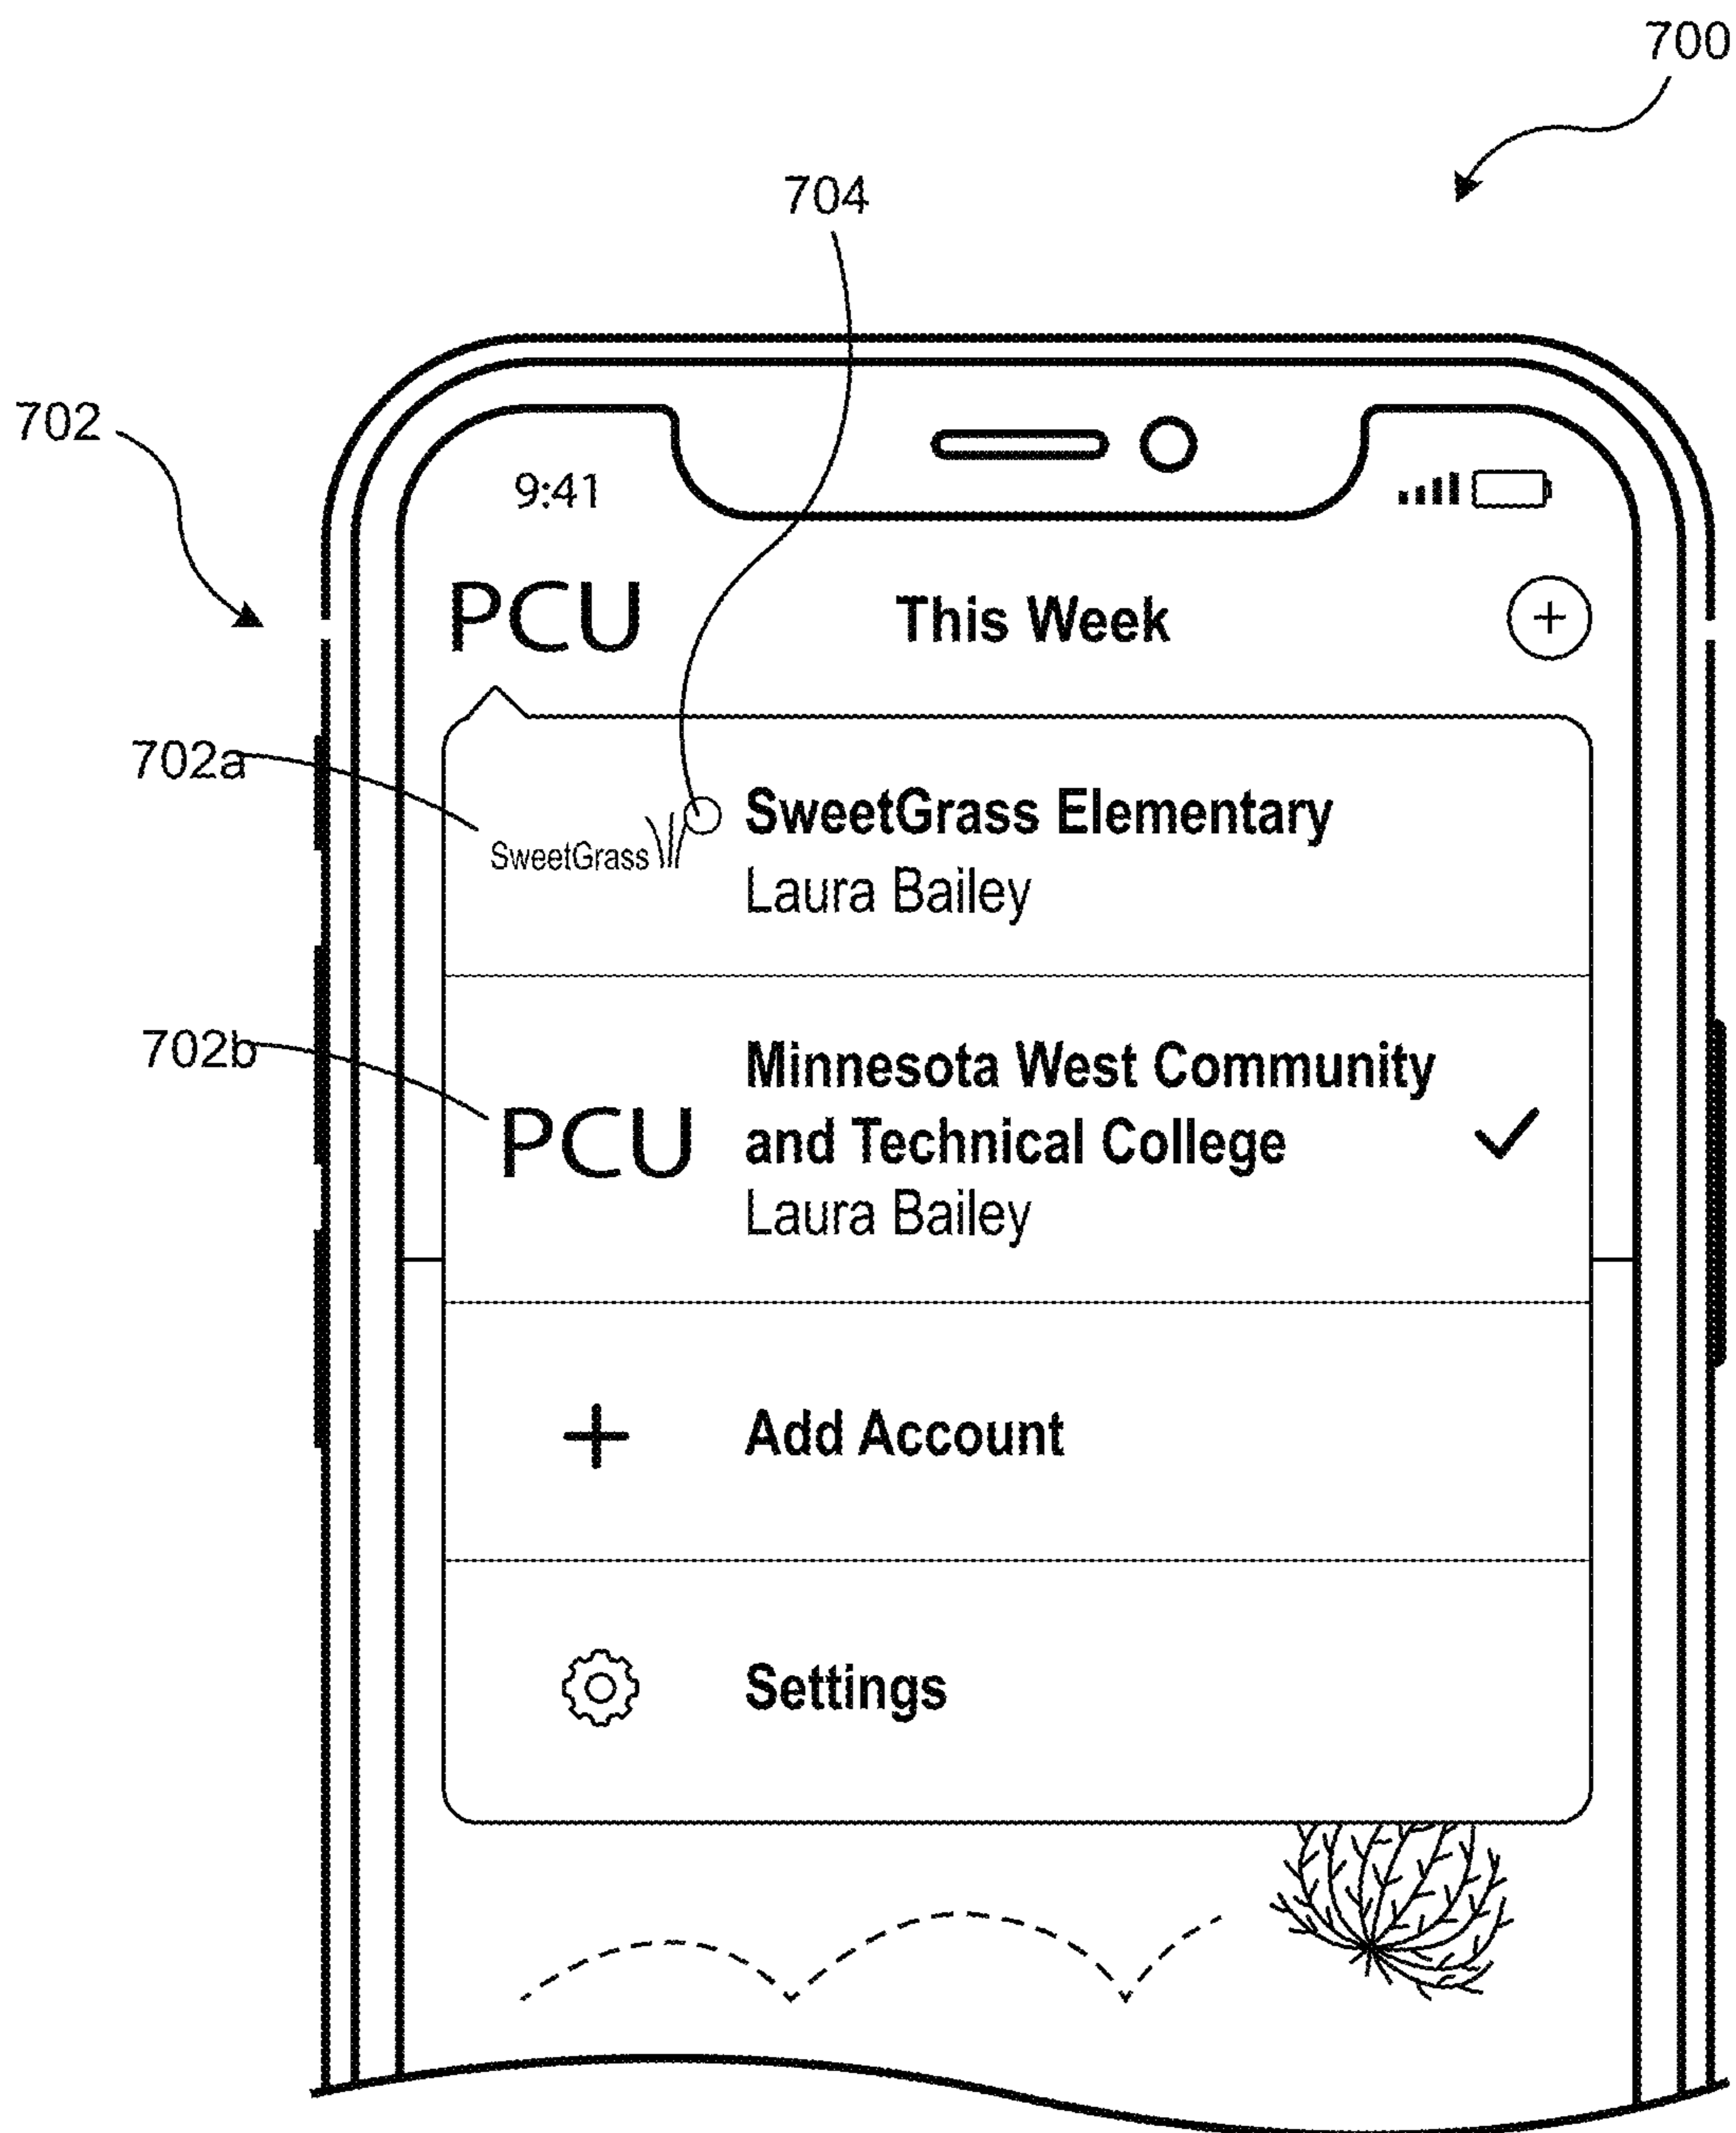 700
704
702
9:41
PCU
This Week
+
702a
SweetGrass
SweetGrass Elementary
Laura Bailey
702b
PCU
Minnesota West Community
and Technical College
Laura Bailey
+
Add Account
Settings